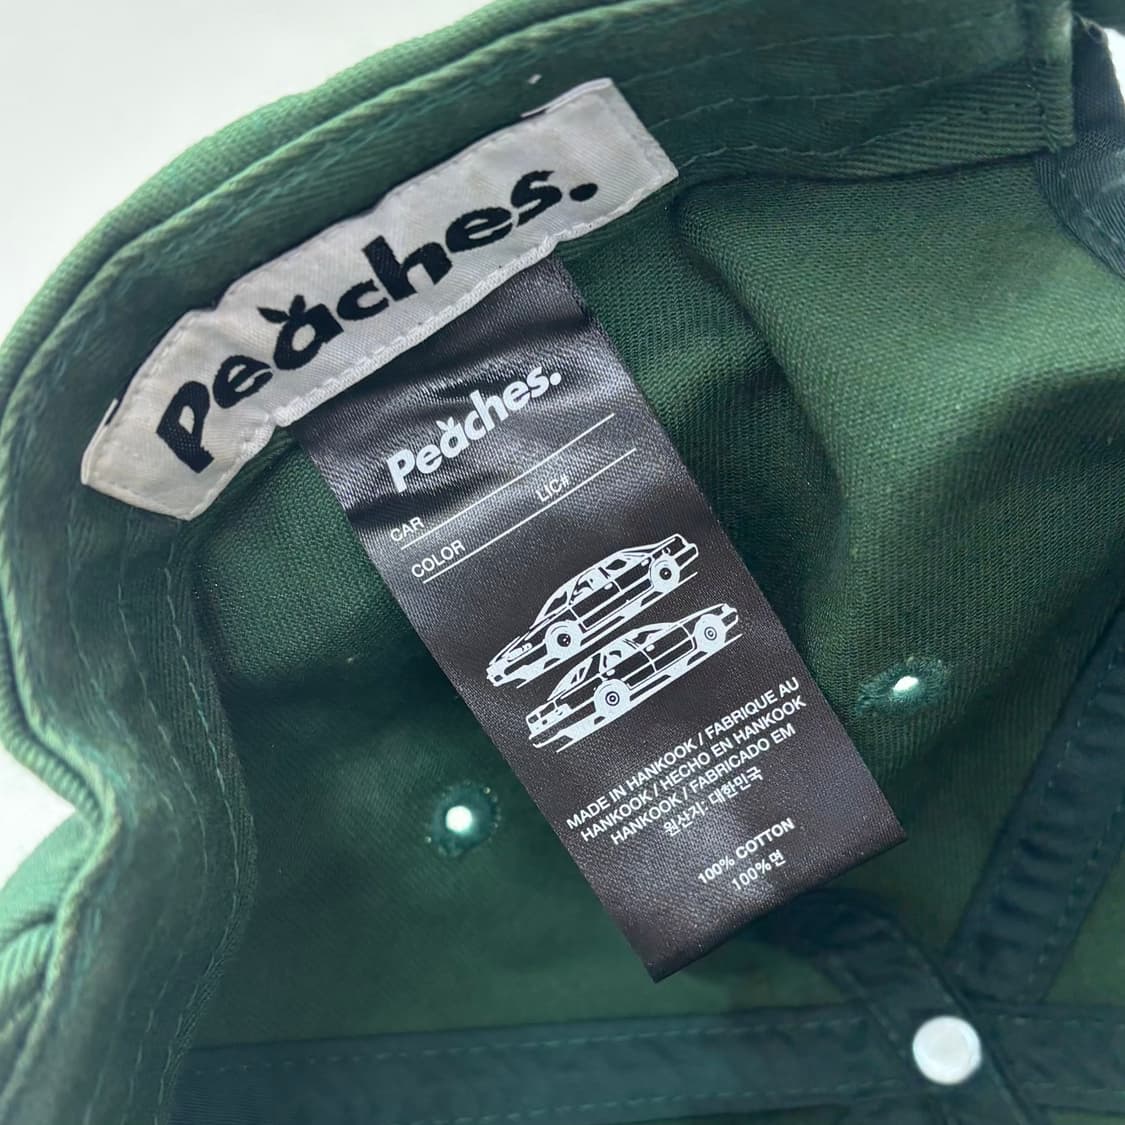 Peaches.
Peaches.
CAR
LIC#
COLOR
MADE IN HANKOOK / FABRIQUE AU
HANKOOK / HECHO EN HANKOOK
HANKOOK / FABRICADO EM
원산지: 대한민국
100% COTTON
100% 면